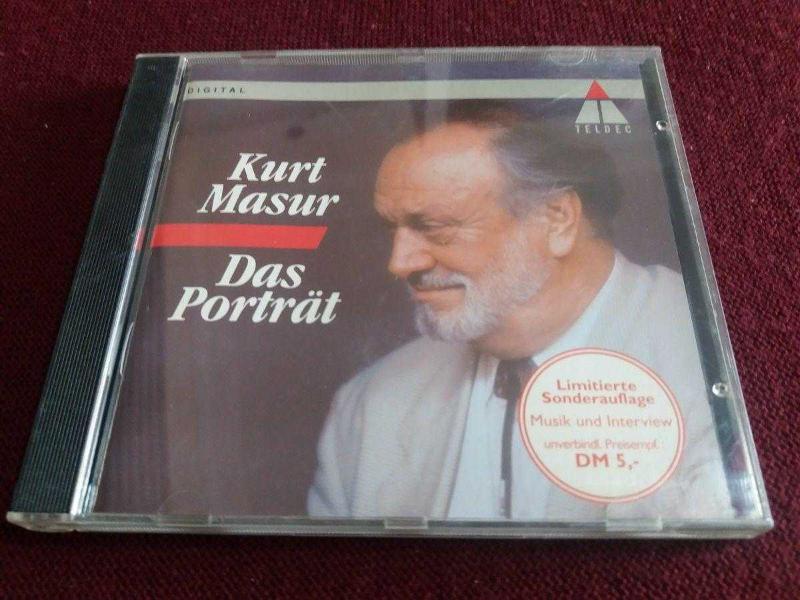 DIGITAL
TELDEC
Kurt
Masur
Das
Porträt
Limitierte
Sonderauflage
Musik und Interview
unverbindl. Preisempf.:
DM 5,-